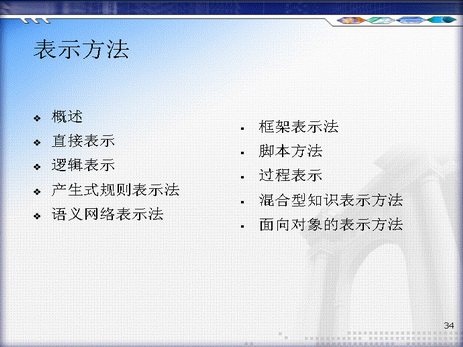 表示方法
概述
直接表示
逻辑表示
产生式规则表示法
语义网络表示法
框架表示法
脚本方法
过程表示
混合型知识表示方法
面向对象的表示方法
34